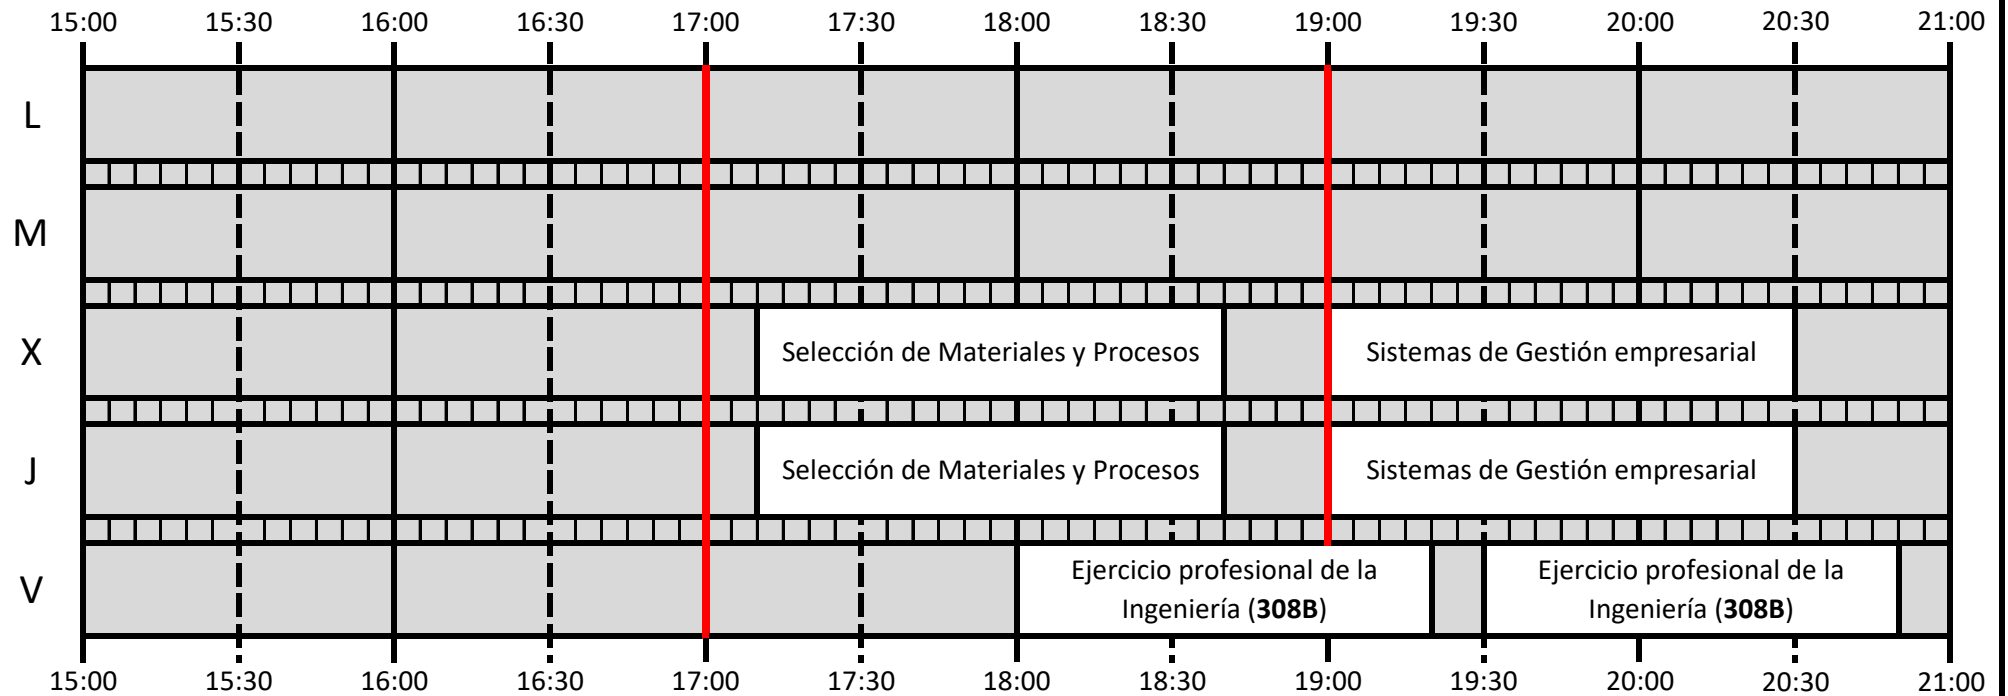 15:00 15:30 16:00 16:30 17:00 17:30 18:00 18:30 19:00 19:30 20:00 20:30 21:00
L
M
X Selección de Materiales y Procesos Sistemas de Gestión empresarial
J Selección de Materiales y Procesos Sistemas de Gestión empresarial
V
Ejercicio profesional de la
Ingeniería (308B)
Ejercicio profesional de la
Ingeniería (308B)
15:00 15:30 16:00 16:30 17:00 17:30 18:00 18:30 19:00 19:30 20:00 20:30 21:00